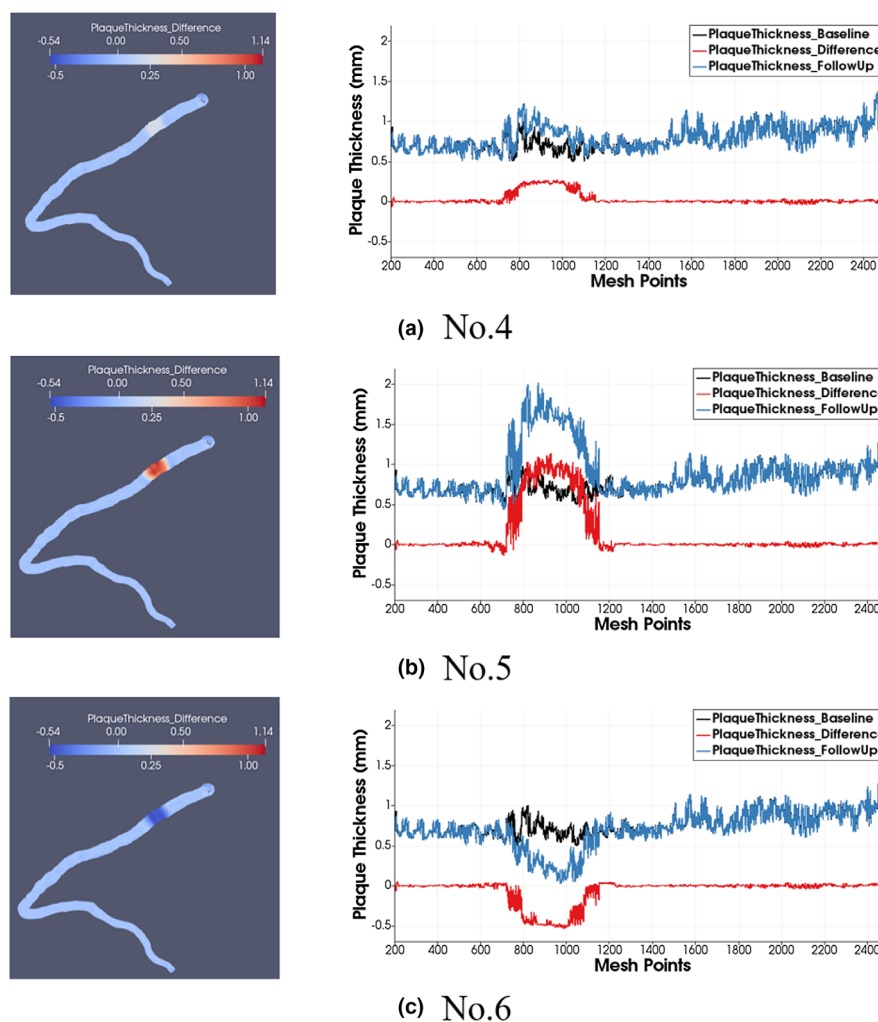 PlaqueThickness_Difference
-0.54 0.00 0.50 1.14
-0.5 0.25 1.00
PlaqueThickness_Baseline
PlaqueThickness_Difference
PlaqueThickness_FollowUp
Plaque Thickness (mm)
2
1.5
1
0.5
0
-0.5
200 400 600 800 1000 1200 1400 1600 1800 2000 2200 2400
Mesh Points
(a) No.4
PlaqueThickness_Difference
-0.54 0.00 0.50 1.14
-0.5 0.25 1.00
PlaqueThickness_Baseline
PlaqueThickness_Difference
PlaqueThickness_FollowUp
Plaque Thickness (mm)
2
1.5
1
0.5
0
-0.5
200 400 600 800 1000 1200 1400 1600 1800 2000 2200 2400
Mesh Points
(b) No.5
PlaqueThickness_Difference
-0.54 0.00 0.50 1.14
-0.5 0.25 1.00
PlaqueThickness_Baseline
PlaqueThickness_Difference
PlaqueThickness_FollowUp
Plaque Thickness (mm)
2
1.5
1
0.5
0
-0.5
200 400 600 800 1000 1200 1400 1600 1800 2000 2200 2400
Mesh Points
(c) No.6